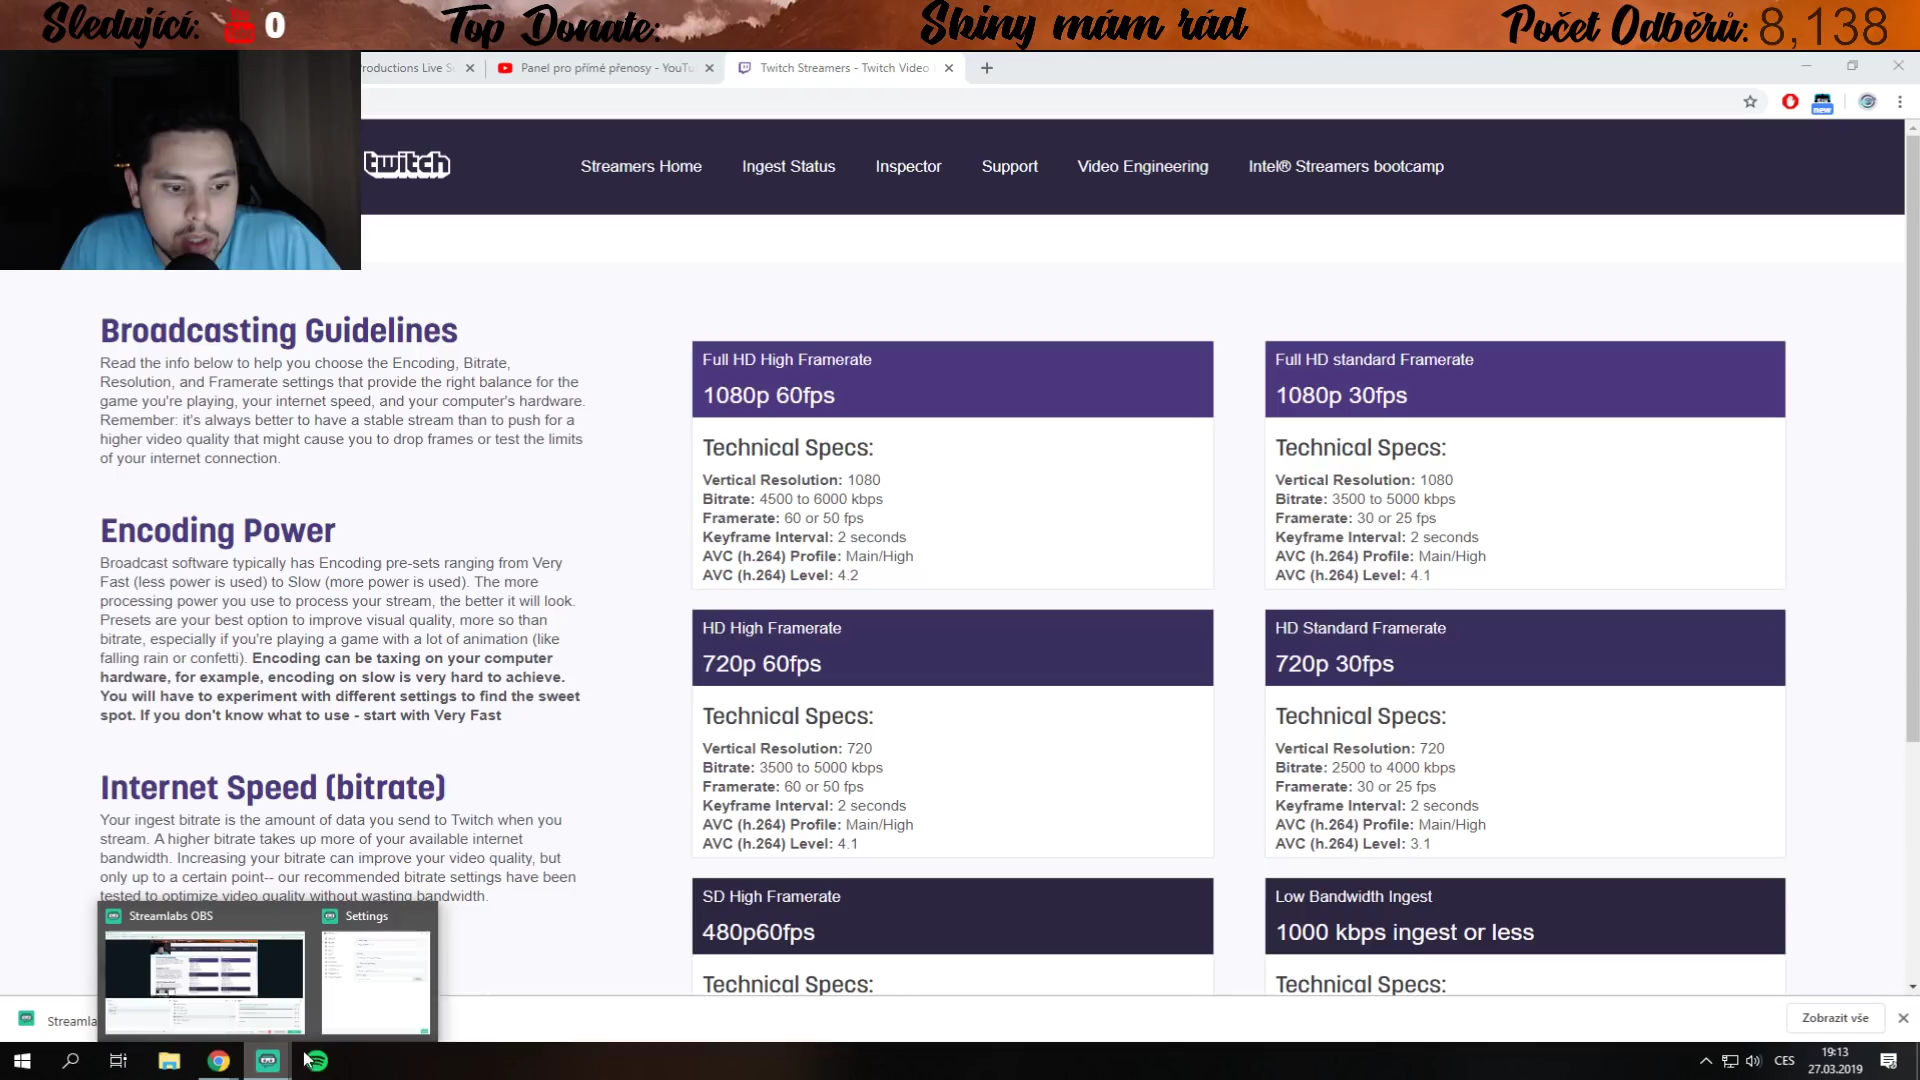 Sledující: You Tube 0
Top Donate:
Skiny mám rád
Počet Odběrů: 8,138
roductions Live S
Panel pro přímé přenosy - YouTu
Twitch Streamers - Twitch Video
new
twitch
Streamers Home
Ingest Status
Inspector
Support
Video Engineering
Intel® Streamers bootcamp
Broadcasting Guidelines
Read the info below to help you choose the Encoding, Bitrate,
Resolution, and Framerate settings that provide the right balance for the
game you're playing, your internet speed, and your computer's hardware.
Remember: it's always better to have a stable stream than to push for a
higher video quality that might cause you to drop frames or test the limits
of your internet connection.
Encoding Power
Broadcast software typically has Encoding pre-sets ranging from Very
Fast (less power is used) to Slow (more power is used). The more
processing power you use to process your stream, the better it will look.
Presets are your best option to improve visual quality, more so than
bitrate, especially if you're playing a game with a lot of animation (like
falling rain or confetti). Encoding can be taxing on your computer
hardware, for example, encoding on slow is very hard to achieve.
You will have to experiment with different settings to find the sweet
spot. If you don't know what to use - start with Very Fast
Internet Speed (bitrate)
Your ingest bitrate is the amount of data you send to Twitch when you
stream. A higher bitrate takes up more of your available internet
bandwidth. Increasing your bitrate can improve your video quality, but
only up to a certain point-- our recommended bitrate settings have been
tested to optimize video quality without wasting bandwidth.
Full HD High Framerate
1080p 60fps
Technical Specs:
Vertical Resolution: 1080
Bitrate: 4500 to 6000 kbps
Framerate: 60 or 50 fps
Keyframe Interval: 2 seconds
AVC (h.264) Profile: Main/High
AVC (h.264) Level: 4.2
Full HD standard Framerate
1080p 30fps
Technical Specs:
Vertical Resolution: 1080
Bitrate: 3500 to 5000 kbps
Framerate: 30 or 25 fps
Keyframe Interval: 2 seconds
AVC (h.264) Profile: Main/High
AVC (h.264) Level: 4.1
HD High Framerate
720p 60fps
Technical Specs:
Vertical Resolution: 720
Bitrate: 3500 to 5000 kbps
Framerate: 60 or 50 fps
Keyframe Interval: 2 seconds
AVC (h.264) Profile: Main/High
AVC (h.264) Level: 4.1
HD Standard Framerate
720p 30fps
Technical Specs:
Vertical Resolution: 720
Bitrate: 2500 to 4000 kbps
Framerate: 30 or 25 fps
Keyframe Interval: 2 seconds
AVC (h.264) Profile: Main/High
AVC (h.264) Level: 3.1
SD High Framerate
480p60fps
Technical Specs:
Low Bandwidth Ingest
1000 kbps ingest or less
Technical Specs:
Streamlabs OBS
Settings
Streamla
Zobrazit vše
CES
19:13
27.03.2019